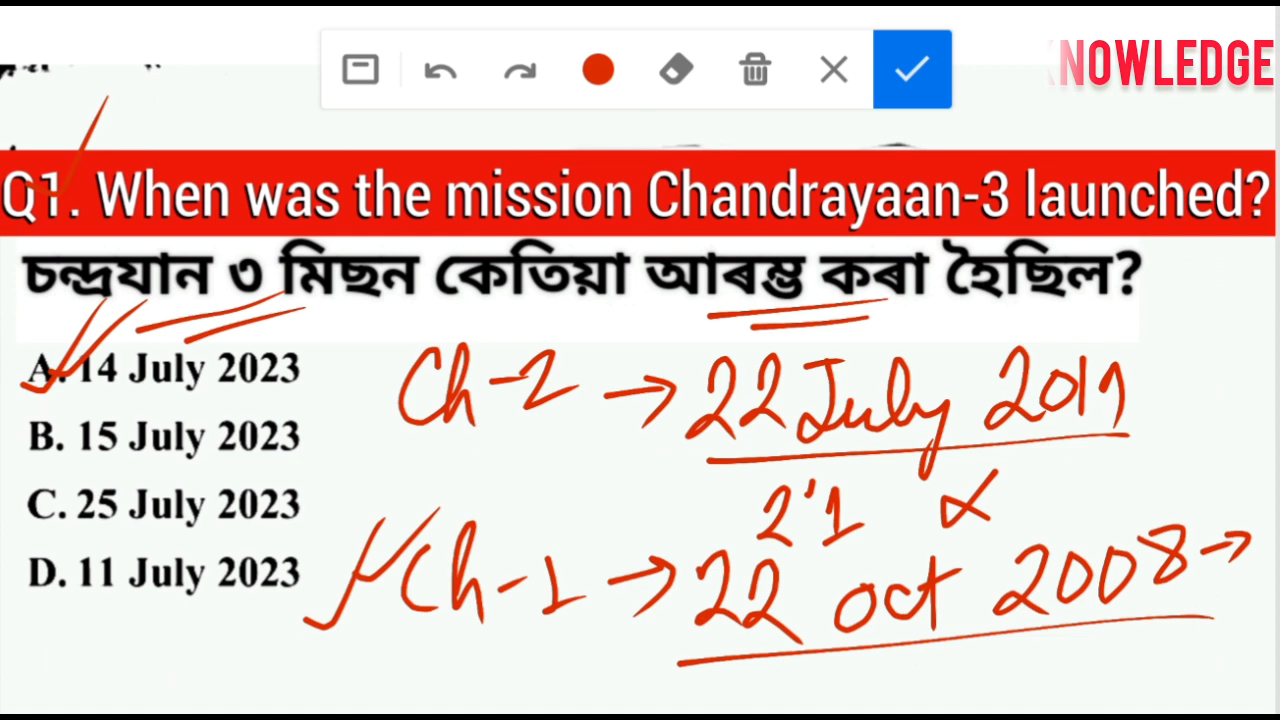 KNOWLEDGE
Q1. When was the mission Chandrayaan-3 launched?
চন্দ্ৰযান ৩ মিছন কেতিয়া আৰম্ভ কৰা হৈছিল?
A. 14 July 2023
Ch-2 → 22 July 2019
B. 15 July 2023
C. 25 July 2023
D. 11 July 2023
Ch-1 → 22 oct 2008 →